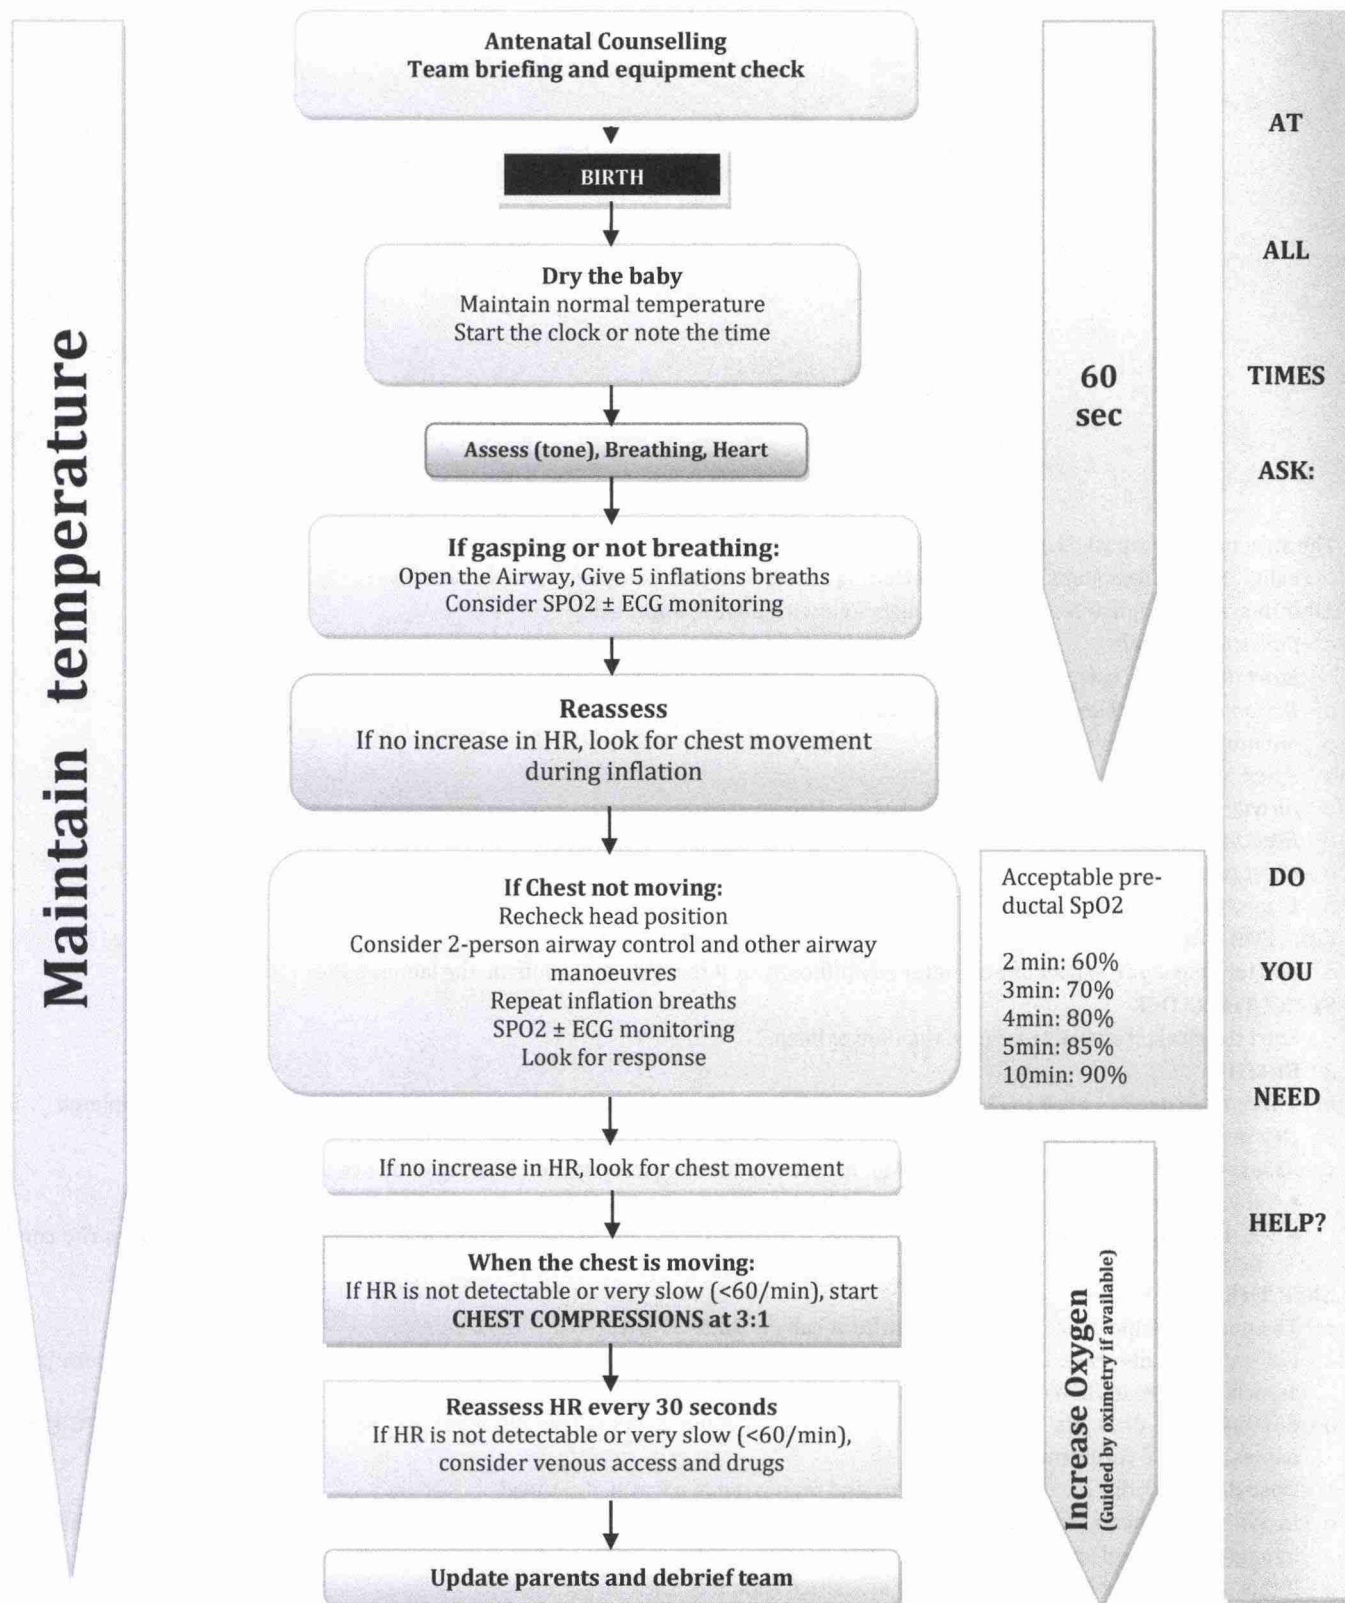 Antenatal Counselling
Team briefing and equipment check
BIRTH
Dry the baby
Maintain normal temperature
Start the clock or note the time
Assess (tone), Breathing, Heart
If gasping or not breathing:
Open the Airway, Give 5 inflations breaths
Consider SPO2 ± ECG monitoring
Reassess
If no increase in HR, look for chest movement
during inflation
If Chest not moving:
Recheck head position
Consider 2-person airway control and other airway
manoeuvres
Repeat inflation breaths
SPO2 ± ECG monitoring
Look for response
If no increase in HR, look for chest movement
When the chest is moving:
If HR is not detectable or very slow (<60/min), start
CHEST COMPRESSIONS at 3:1
Reassess HR every 30 seconds
If HR is not detectable or very slow (<60/min),
consider venous access and drugs
Update parents and debrief team
Maintain temperature
60
sec
Acceptable pre-
ductal SpO2
2 min: 60%
3min: 70%
4min: 80%
5min: 85%
10min: 90%
Increase Oxygen
(Guided by oximetry if available)
AT
ALL
TIMES
ASK:
DO
YOU
NEED
HELP?